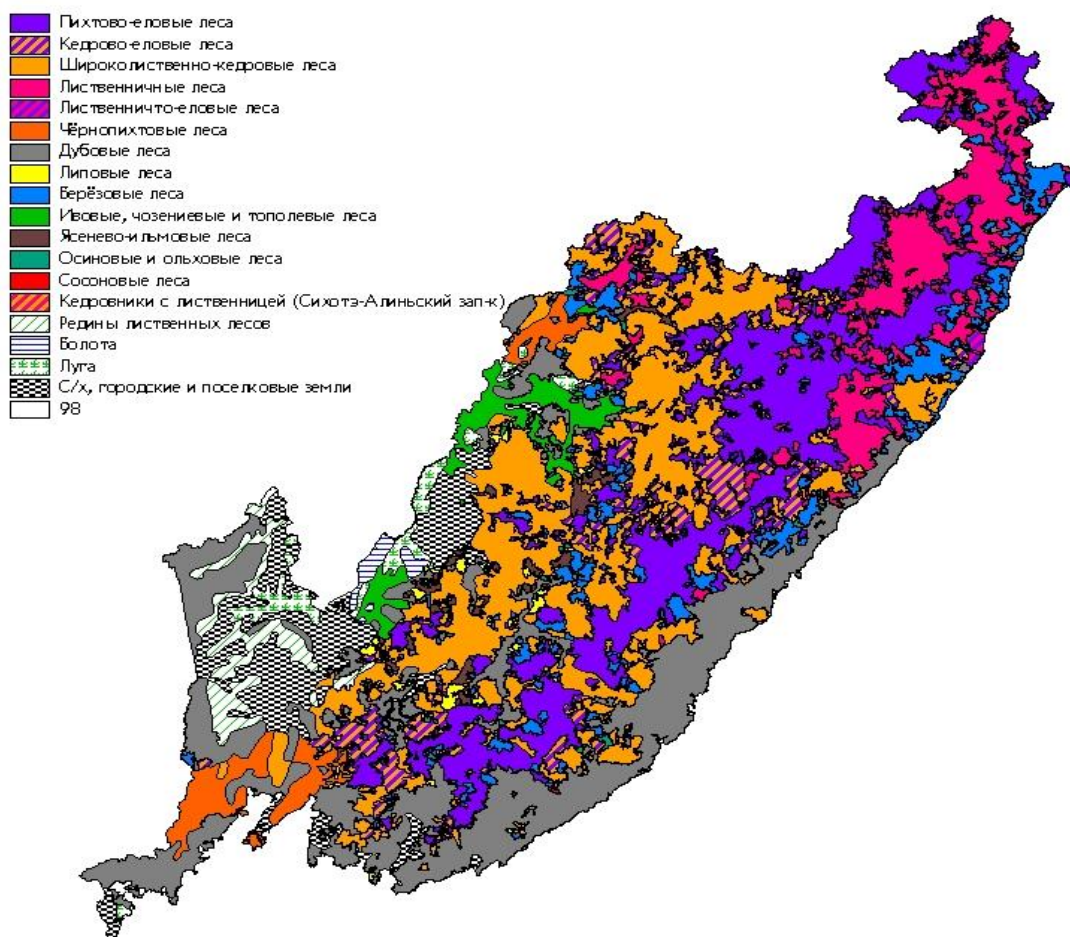 Пихтово-еловые леса
Кедрово-еловые леса
Широколиственно-кедровые леса
Лиственничные леса
Лиственничто-еловые леса
Чёрнопихтовые леса
Дубовые леса
Липовые леса
Берёзовые леса
Ивовые, чозениевые и тополевые леса
Ясенево-ильмовые леса
Осиновые и ольховые леса
Сосоновые леса
Кедровники с лиственницей (Сихотэ-Алиньский зап-к)
Редины лиственных лесов
Болота
Луга
С/х, городские и поселковые земли
98